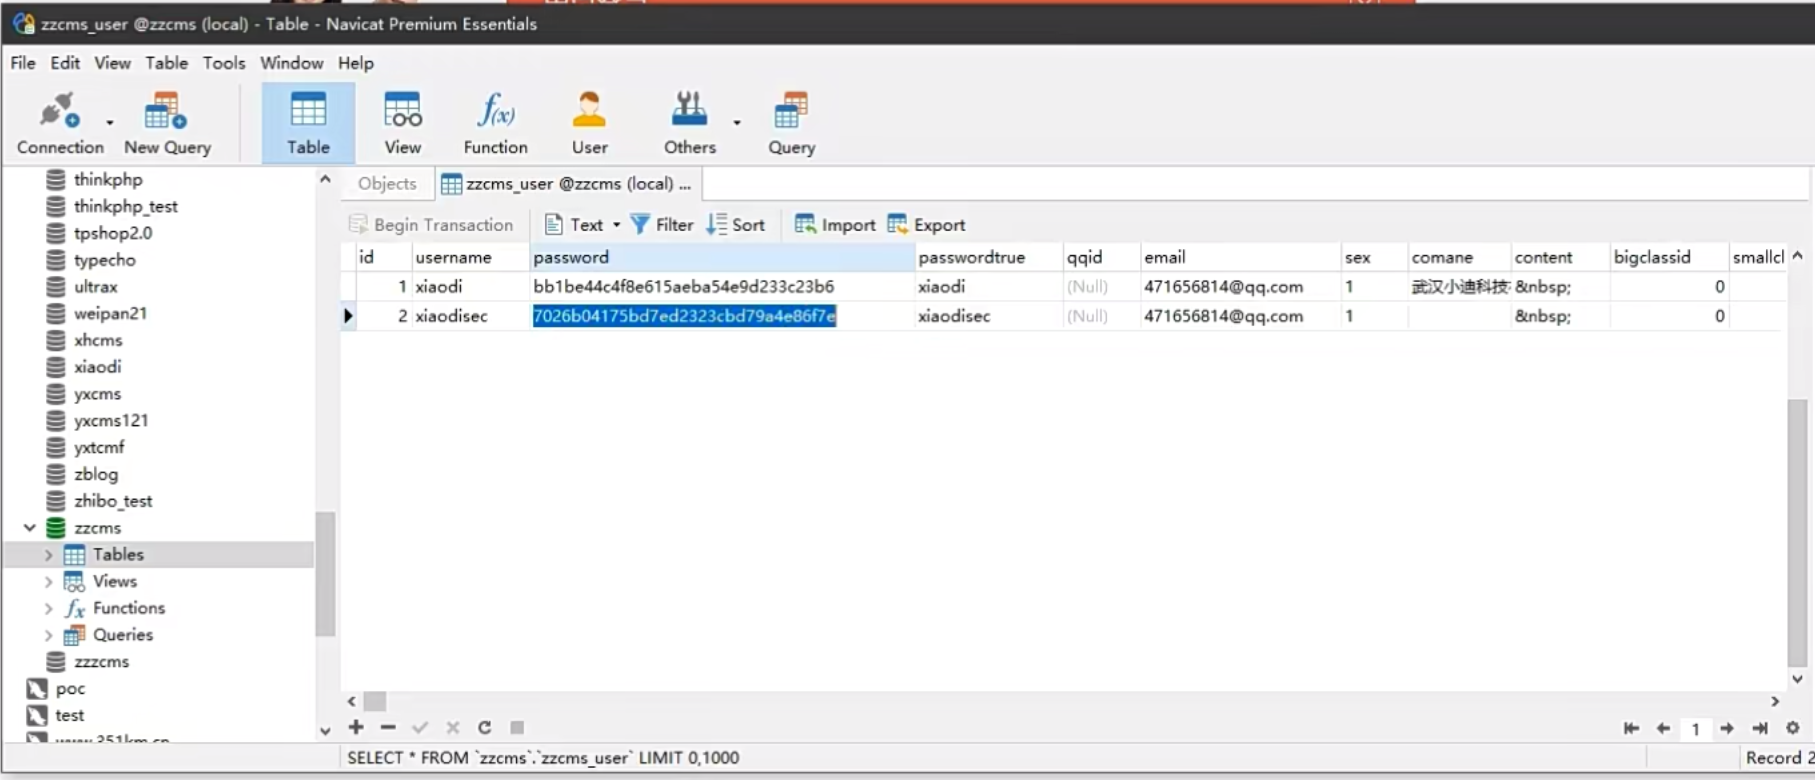 zzcms_user @zzcms (local) - Table - Navicat Premium Essentials
File Edit View Table Tools Window Help
Connection New Query Table View Function User Others Query
thinkphp
thinkphp_test
tpshop2.0
typecho
ultrax
weipan21
xhcms
xiaodi
yxcms
yxcms121
yxtcmf
zblog
zhibo_test
zzcms
Tables
Views
Functions
Queries
zzzcms
poc
test
Objects zzcms_user @zzcms (local) ...
Begin Transaction Text Filter Sort Import Export
id username password passwordtrue qqid email sex comane content bigclassid smallcl
1 xiaodi bb1be44c4f8e615aeba54e9d233c23b6 xiaodi (Null) 471656814@qq.com 1 武汉小迪科技 &nbsp; 0
2 xiaodisec 7026b04175bd7ed2323cbd79a4e86f7e xiaodisec (Null) 471656814@qq.com 1 &nbsp; 0
1
SELECT * FROM `zzcms`.`zzcms_user` LIMIT 0,1000 Record 2